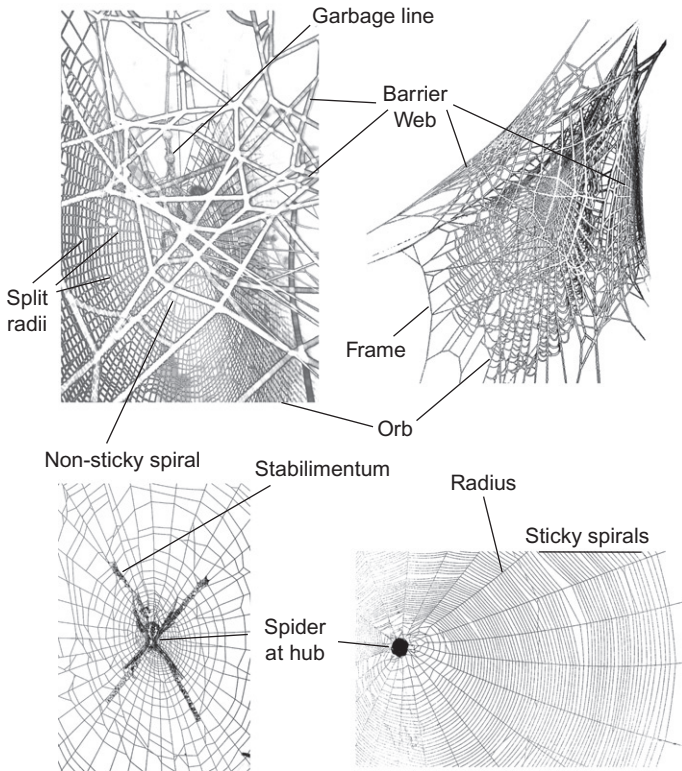 Garbage line
Barrier
Web
Split
radii
Frame
Orb
Non-sticky spiral
Stabilimentum
Radius
Sticky spirals
Spider
at hub